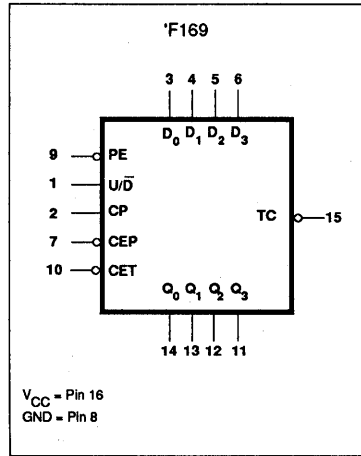 'F169
3 4 5 6
D0 D1 D2 D3
9 PE
1 U/D̅
2 CP
TC 15
7 CEP
10 CET
Q0 Q1 Q2 Q3
14 13 12 11
VCC = Pin 16
GND = Pin 8